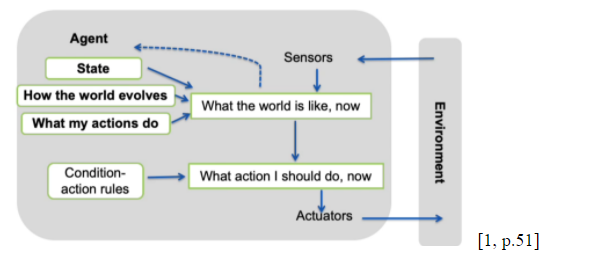 Agent
Sensors
State
How the world evolves
What the world is like, now
What my actions do
Environment
Condition-
action rules
What action I should do, now
Actuators
[1, p.51]